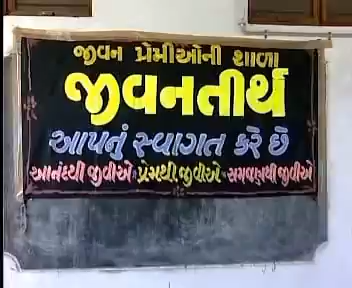 જીવન પ્રેમીઓની શાળા
જીવનતીર્થ
આપનું સ્વાગત કરે છે
આનંદથી જીવીએ પ્રેમથી જીવીએ સમજણથી જીવીએ